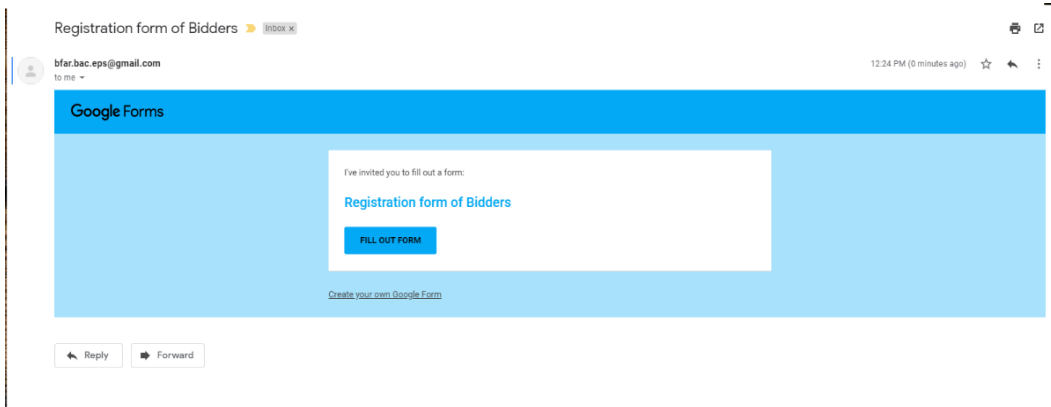 Registration form of Bidders Inbox x
bfar.bac.eps@gmail.com 12:24 PM (0 minutes ago)
to me
Google Forms
I've invited you to fill out a form:
Registration form of Bidders
FILL OUT FORM
Create your own Google Form
Reply Forward